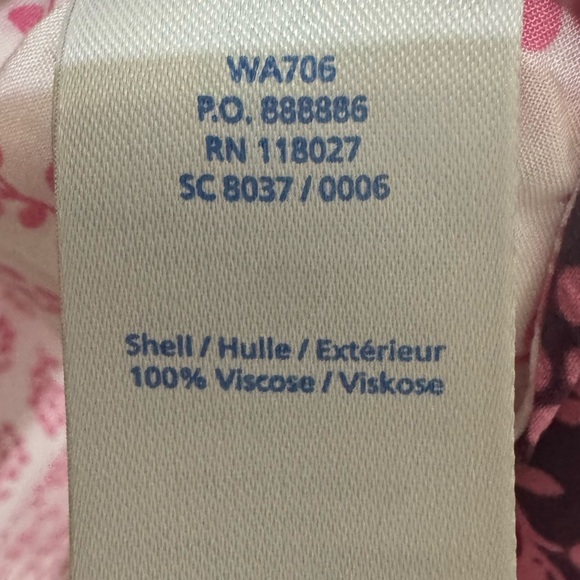 WA706
P.O. 888886
RN 118027
SC 8037 / 0006
Shell / Hulle / Extérieur
100% Viscose / Viskose